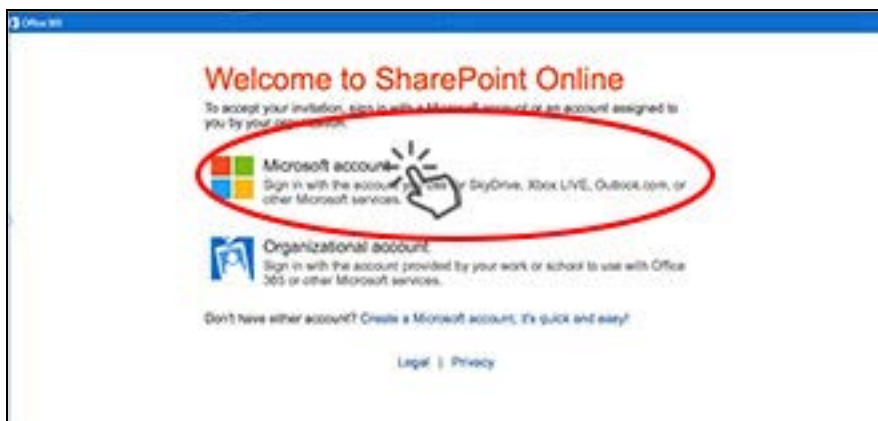 Office 365
Welcome to SharePoint Online
To accept your invitation, sign in with a Microsoft account or an account assigned to
you by your organization.
Microsoft account
Sign in with the account you use for SkyDrive, Xbox LIVE, Outlook.com, or
other Microsoft services.
Organizational account
Sign in with the account provided by your work or school to use with Office
365 or other Microsoft services.
Don't have either account? Create a Microsoft account, it's quick and easy!
Legal | Privacy